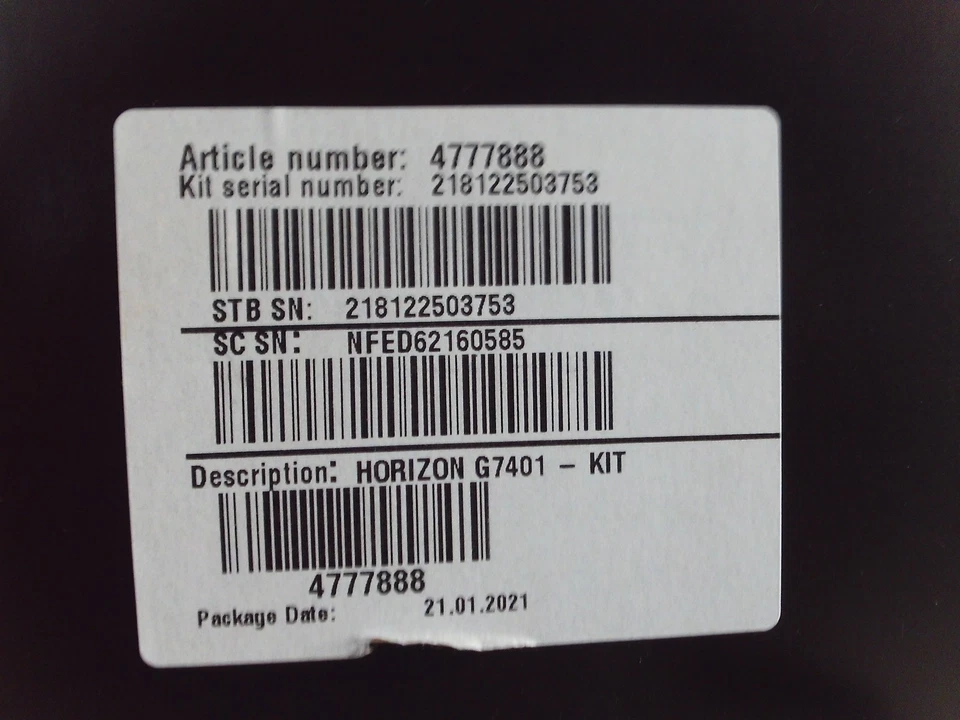 Article number: 4777888
Kit serial number: 218122503753
STB SN: 218122503753
SC SN: NFED62160585
Description: HORIZON G7401 – KIT
4777888
Package Date: 21.01.2021